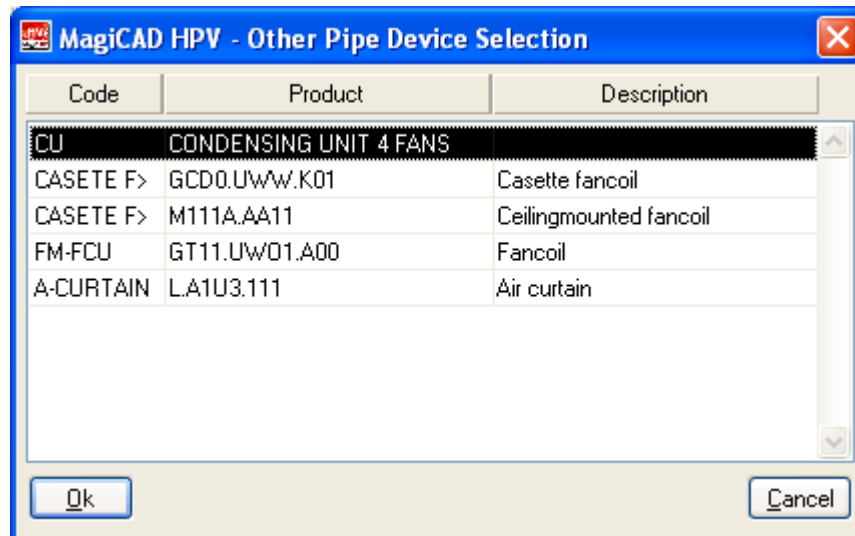 MagiCAD HPV - Other Pipe Device Selection
Code Product Description
CU CONDENSING UNIT 4 FANS
CASETE F> GCD0.UWW.K01 Casette fancoil
CASETE F> M111A.AA11 Ceilingmounted fancoil
FM-FCU GT11.UW01.A00 Fancoil
A-CURTAIN L.A1U3.111 Air curtain
Ok Cancel